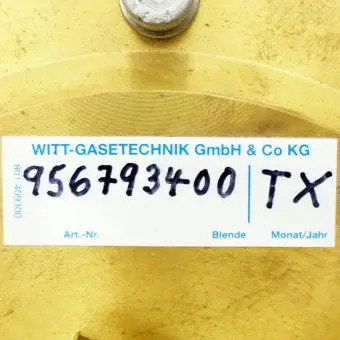 WITT-GASETECHNIK GmbH & Co KG
801 409300
956793400 TX
Art.-Nr. Blende Monat/Jahr